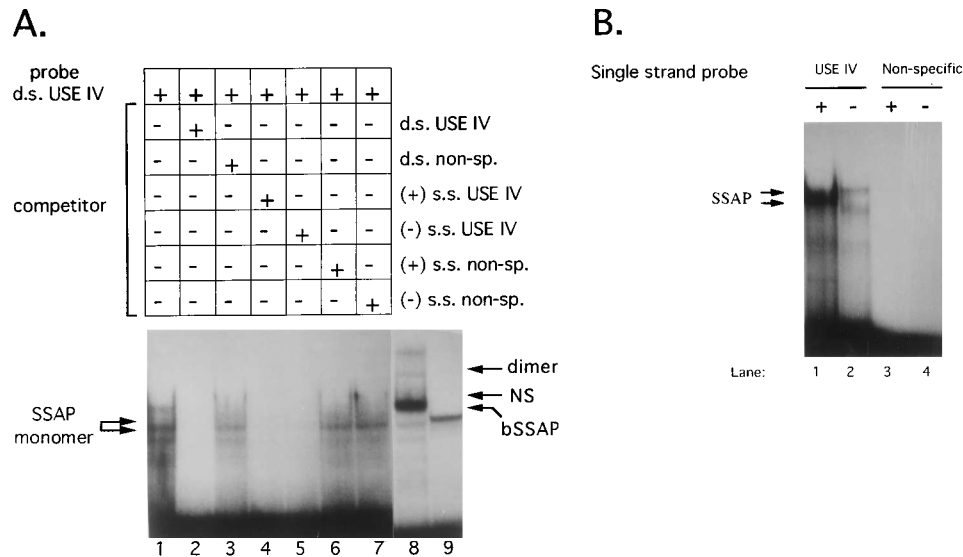 A.
probe
d.s. USE IV
+ + + + + + +
- + - - - - - d.s. USE IV
- - + - - - - d.s. non-sp.
competitor
- - - + - - - (+) s.s. USE IV
- - - - + - - (-) s.s. USE IV
- - - - - + - (+) s.s. non-sp.
- - - - - - + (-) s.s. non-sp.
SSAP
monomer
dimer
NS
bSSAP
1 2 3 4 5 6 7 8 9
B.
Single strand probe
USE IV Non-specific
+ - + -
SSAP
Lane: 1 2 3 4